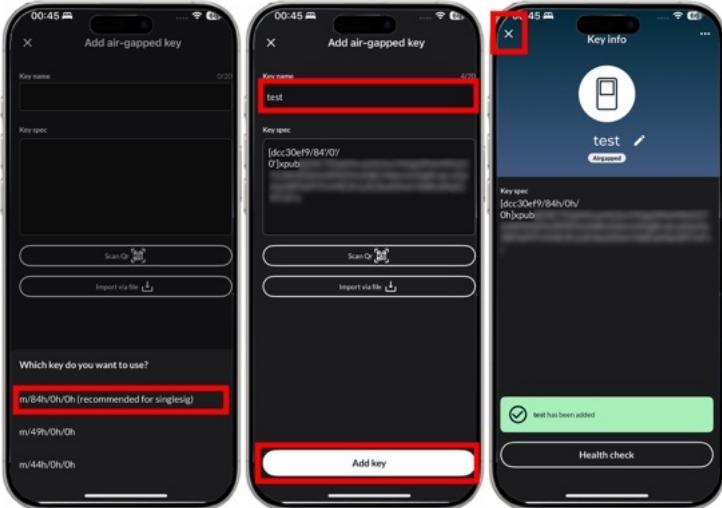 00:45
Add air-gapped key
Key name
0/20
Key spec
Scan Qr
Import via file
Which key do you want to use?
m/84h/0h/0h (recommended for singlesig)
m/49h/0h/0h
m/44h/0h/0h
00:45
Add air-gapped key
Key name
4/20
test
Key spec
[dcc30ef9/84'/0'/
0']xpub
Scan Qr
Import via file
Add key
00:45
Key info
test
Airgapped
Key spec
[dcc30ef9/84h/0h/
0h]xpub
test has been added
Health check